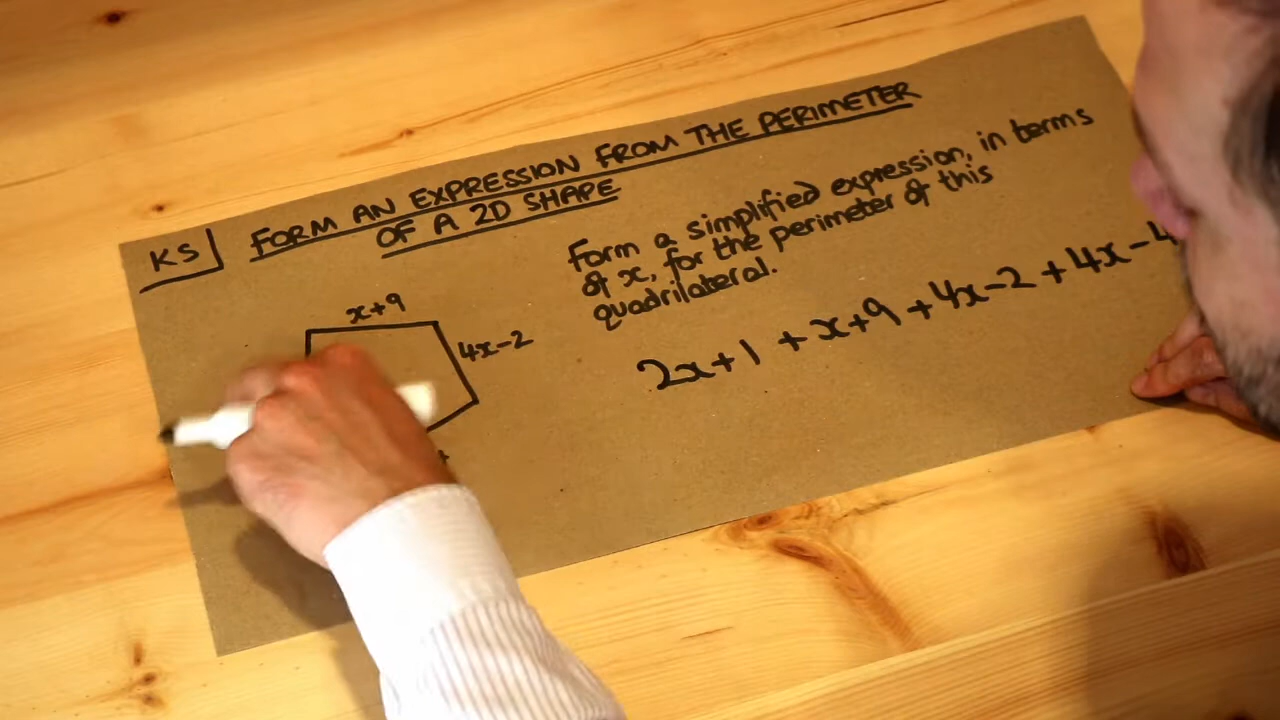 KS
FORM AN EXPRESSION FROM THE PERIMETER
OF A 2D SHAPE
Form a simplified expression, in terms
of x, for the perimeter of this
quadrilateral.
x+9
4x-2
2x+1 + x+9 + 4x-2 + 4x-4